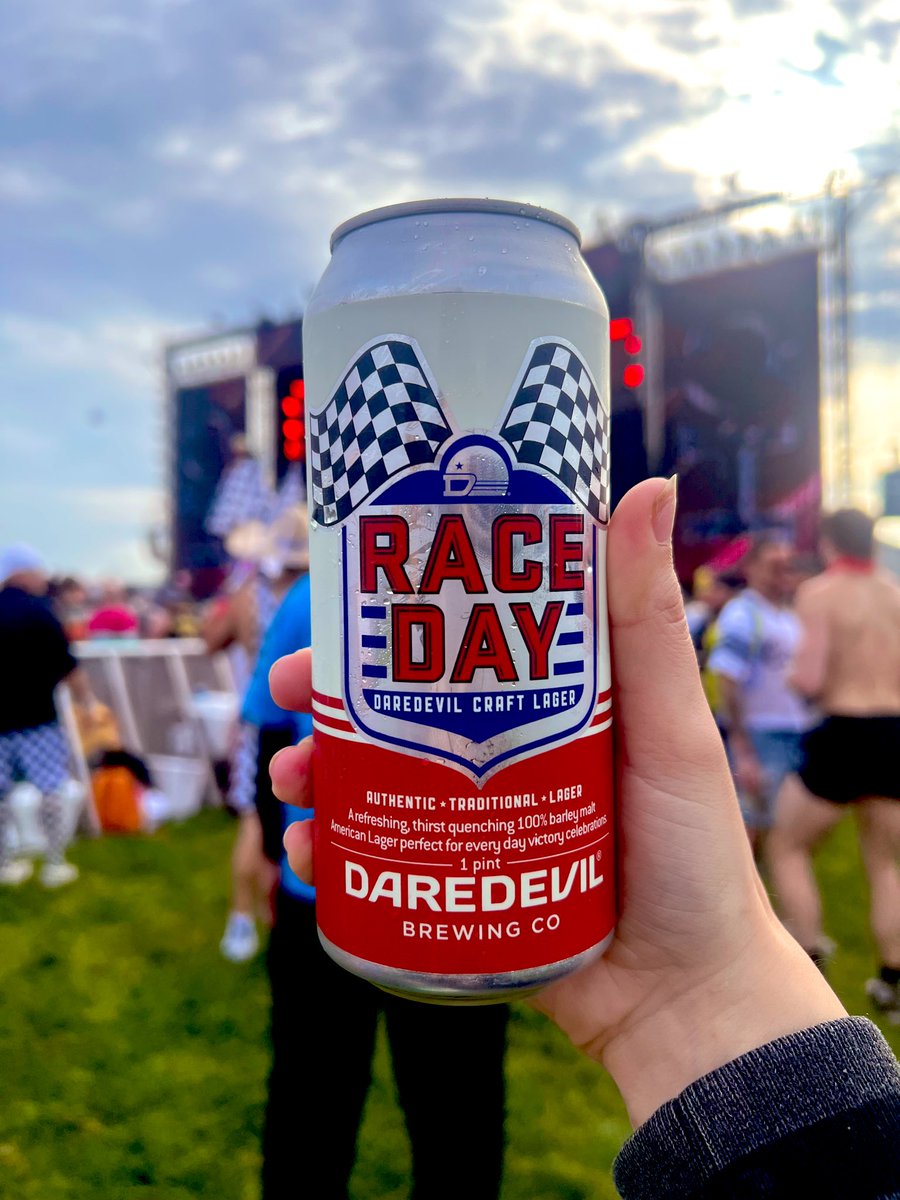 D
RACE
DAY
DAREDEVIL CRAFT LAGER
AUTHENTIC ★ TRADITIONAL ★ LAGER
A refreshing, thirst quenching 100% barley malt
American Lager perfect for every day victory celebrations
1 pint
DAREDEVIL®
BREWING CO